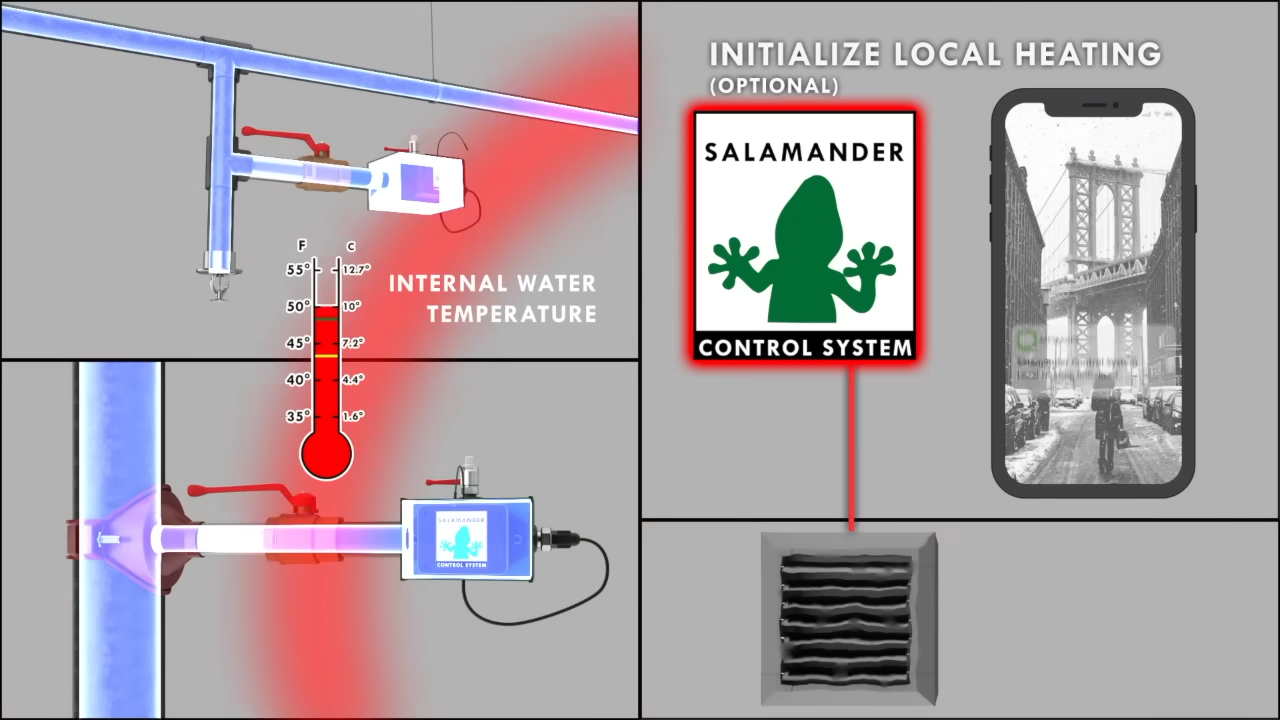 INITIALIZE LOCAL HEATING
(OPTIONAL)
SALAMANDER
CONTROL SYSTEM
F C
55° 12.7°
50° 10°
45° 7.2°
40° 4.4°
35° 1.6°
INTERNAL WATER
TEMPERATURE
SALAMANDER
CONTROL SYSTEM